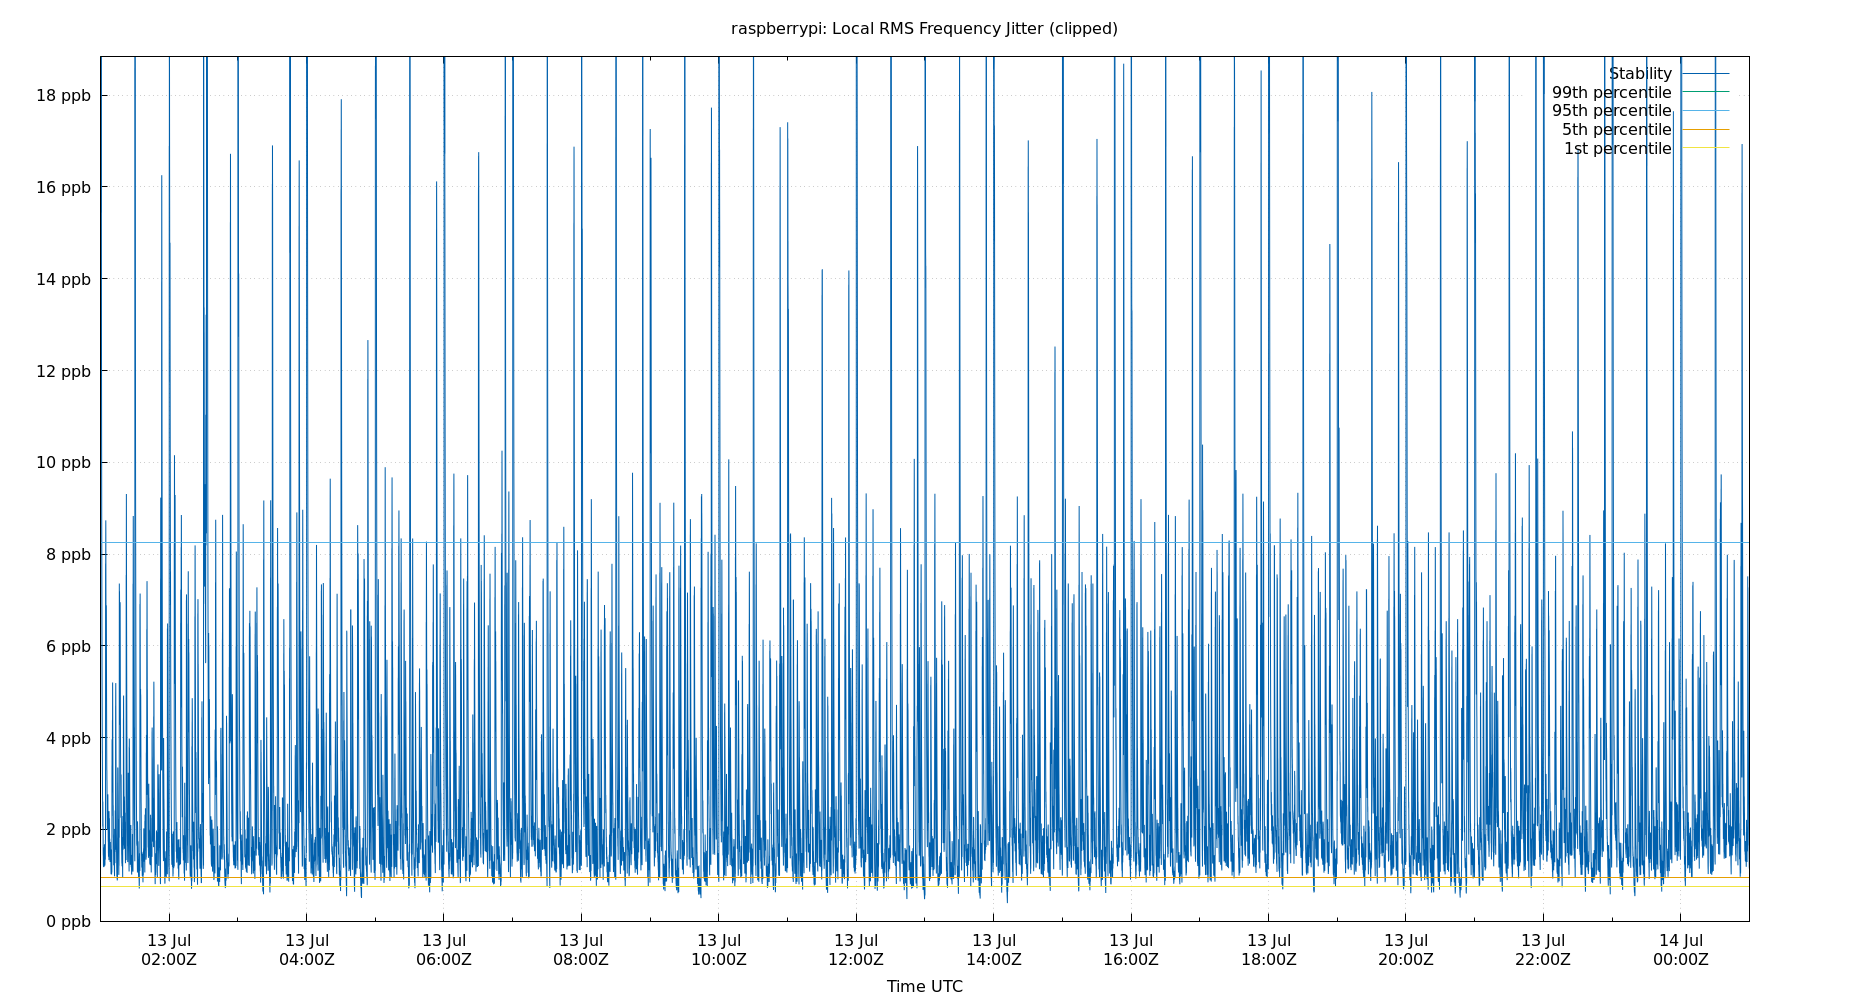 raspberrypi: Local RMS Frequency Jitter (clipped)
Stability
99th percentile
95th percentile
5th percentile
1st percentile
18 ppb
16 ppb
14 ppb
12 ppb
10 ppb
8 ppb
6 ppb
4 ppb
2 ppb
0 ppb
13 Jul 13 Jul 13 Jul 13 Jul 13 Jul 13 Jul 13 Jul 13 Jul 13 Jul 13 Jul 13 Jul 14 Jul
02:00Z 04:00Z 06:00Z 08:00Z 10:00Z 12:00Z 14:00Z 16:00Z 18:00Z 20:00Z 22:00Z 00:00Z
Time UTC